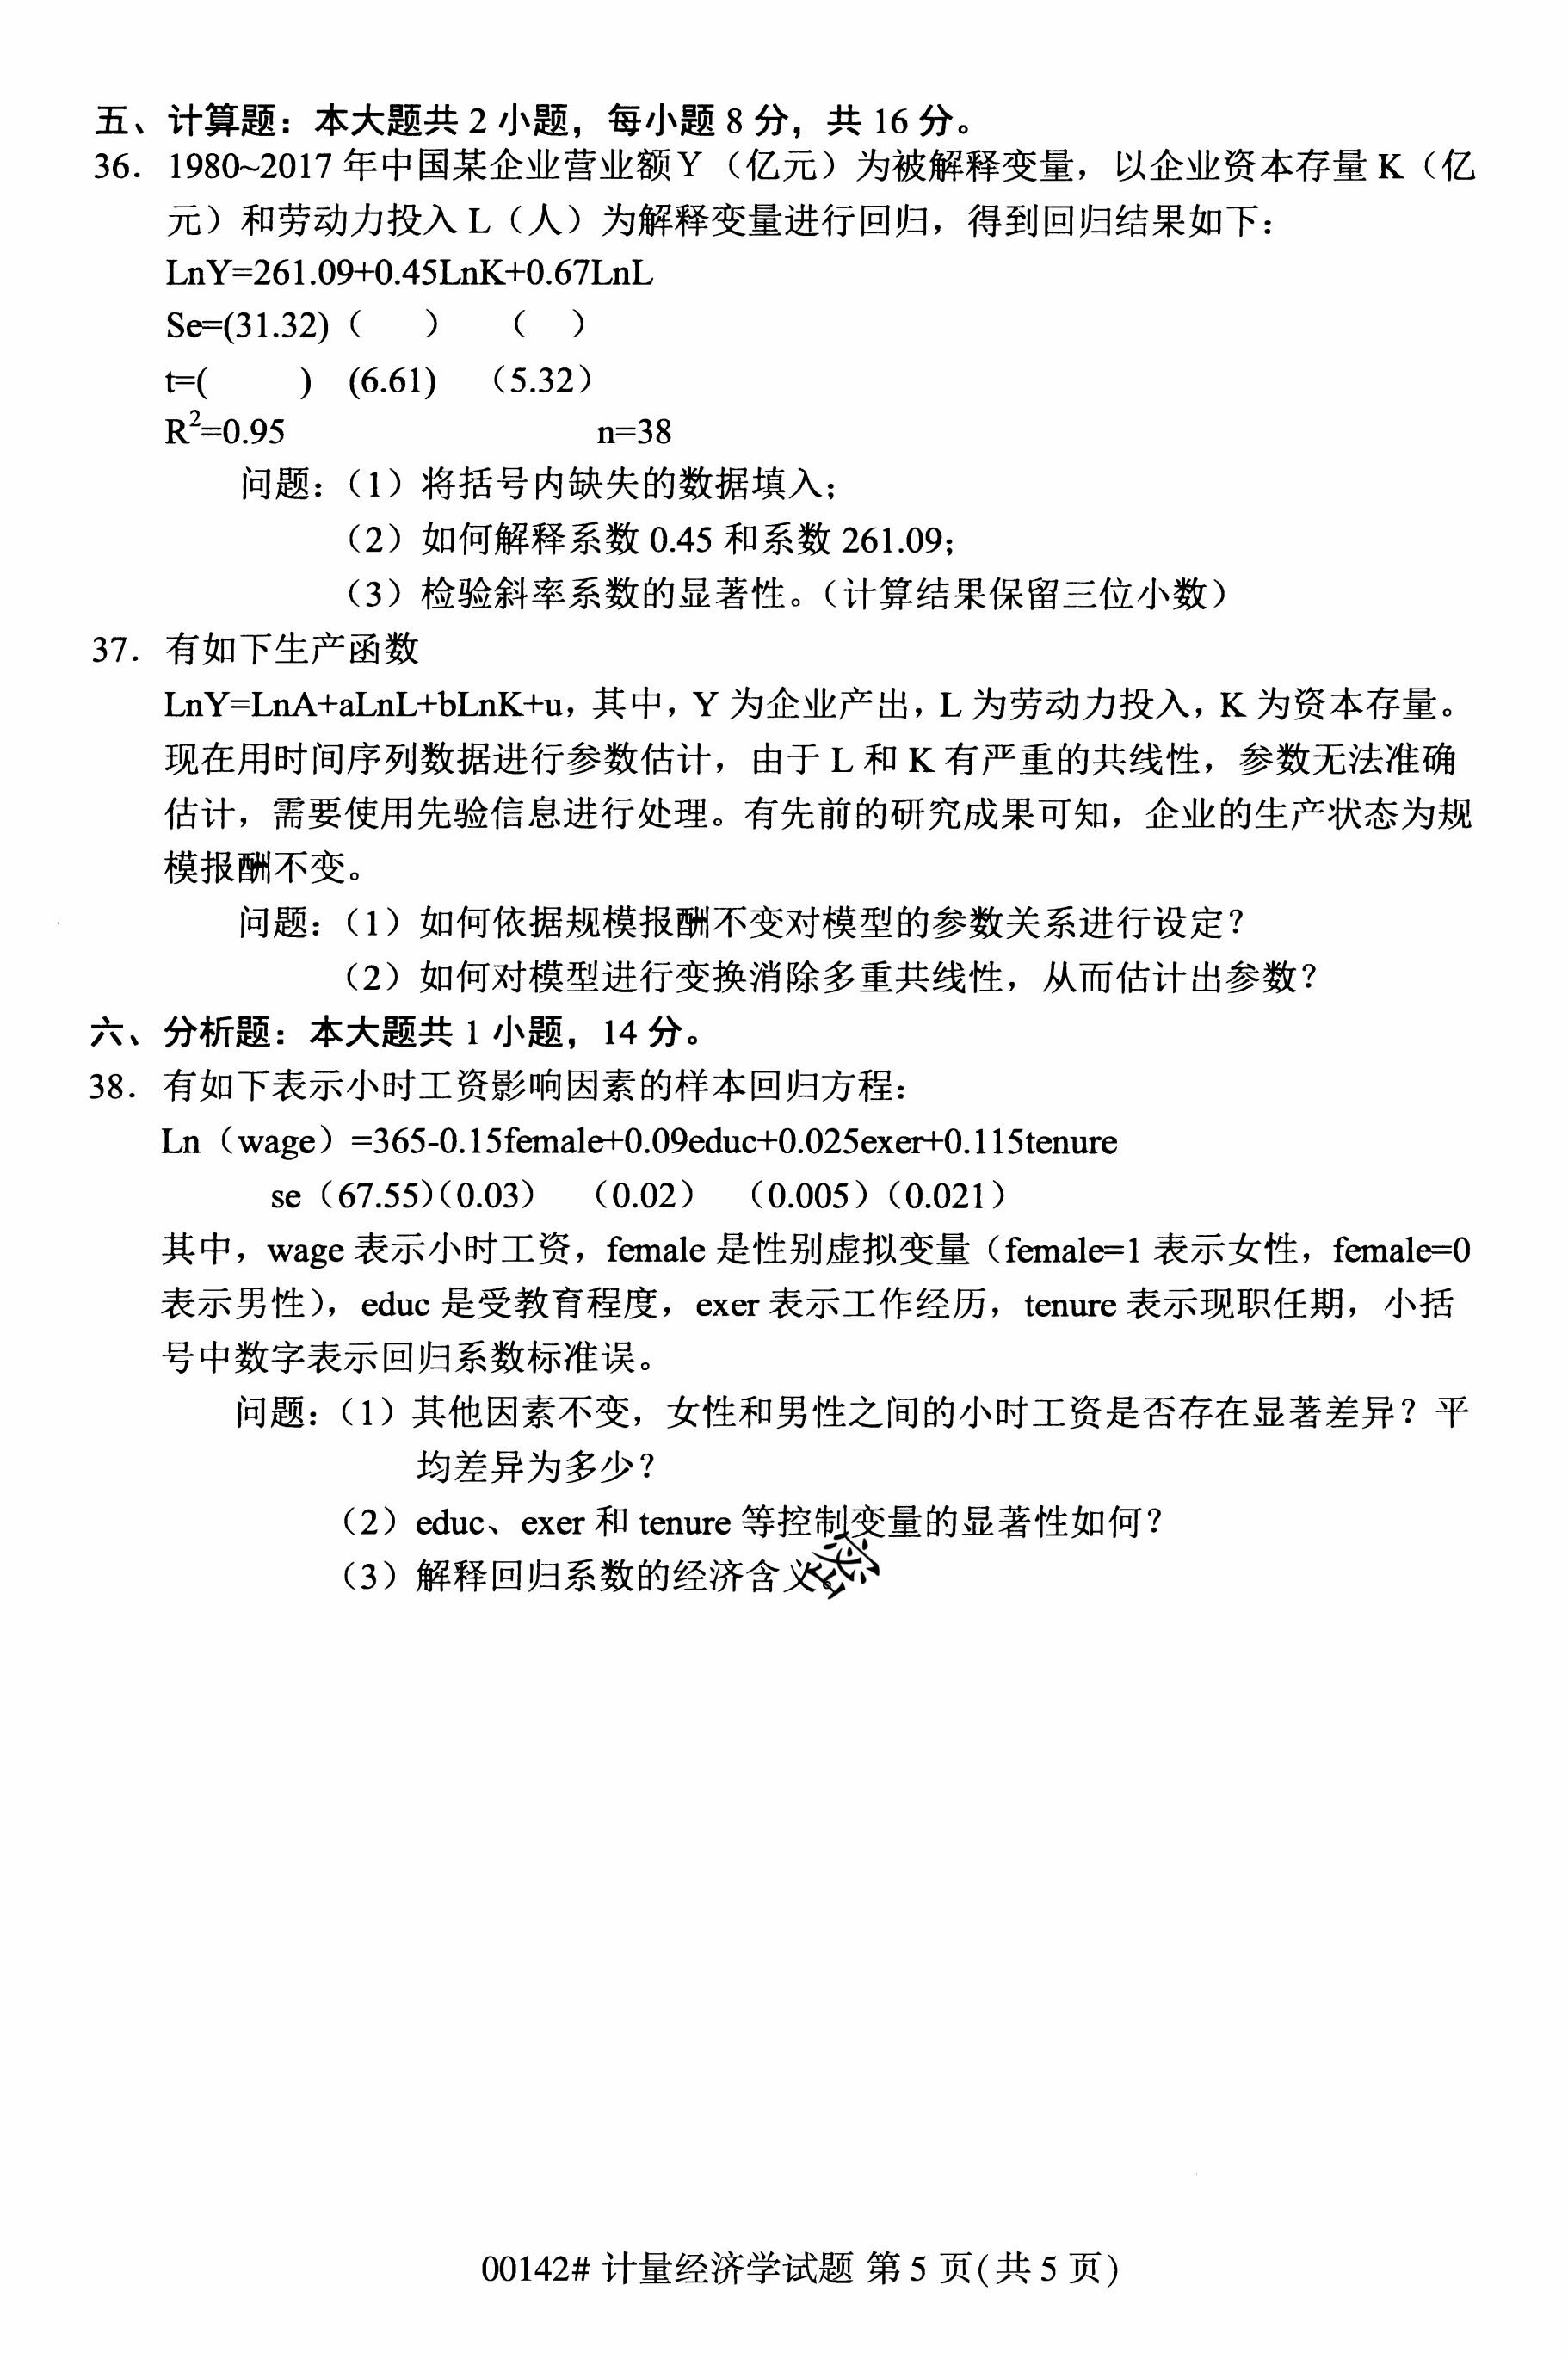 五、计算题：本大题共 2 小题，每小题 8 分，共 16 分。
36．1980~2017 年中国某企业营业额 Y （亿元）为被解释变量，以企业资本存量 K（亿
元）和劳动力投入 L（人）为解释变量进行回归，得到回归结果如下：
LnY=261.09+0.45LnK+0.67LnL
Se=(31.32)（　　）　（　）
t=(　　) (6.61) （5.32）
R²=0.95　　n=38
问题：（1）将括号内缺失的数据填入；
（2）如何解释系数 0.45 和系数 261.09；
（3）检验斜率系数的显著性。（计算结果保留三位小数）
37．有如下生产函数
LnY=LnA+aLnL+bLnK+u，其中，Y 为企业产出，L 为劳动力投入，K 为资本存量。
现在用时间序列数据进行参数估计，由于 L 和 K 有严重的共线性，参数无法准确
估计，需要使用先验信息进行处理。有先前的研究成果可知，企业的生产状态为规
模报酬不变。
问题：（1）如何依据规模报酬不变对模型的参数关系进行设定？
（2）如何对模型进行变换消除多重共线性，从而估计出参数？
六、分析题：本大题共 1 小题，14 分。
38．有如下表示小时工资影响因素的样本回归方程：
Ln（wage）=365-0.15female+0.09educ+0.025exer+0.115tenure
se（67.55）（0.03）　（0.02）　（0.005）（0.021）
其中，wage 表示小时工资，female 是性别虚拟变量（female=1 表示女性，female=0
表示男性），educ 是受教育程度，exer 表示工作经历，tenure 表示现职任期，小括
号中数字表示回归系数标准误。
问题：（1）其他因素不变，女性和男性之间的小时工资是否存在显著差异？平
均差异为多少？
（2）educ、exer 和 tenure 等控制变量的显著性如何？
（3）解释回归系数的经济含义。
密
00142# 计量经济学试题 第 5 页(共 5 页)